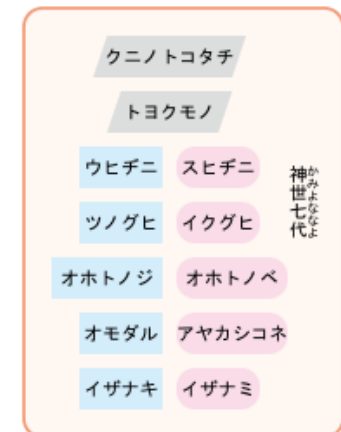 クニノトコタチ
トヨクモノ
ウヒヂニ スヒヂニ
ツノグヒ イクグヒ
オホトノジ オホトノベ
オモダル アヤカシコネ
イザナキ イザナミ
神世七代
かみよななよ